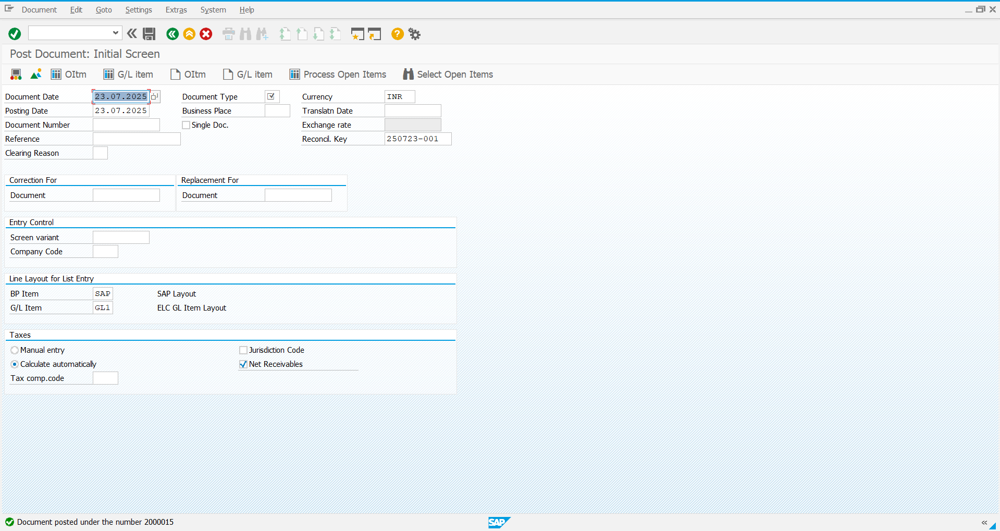 Document Edit Goto Settings Extras System Help
Post Document: Initial Screen
OItm G/L item OItm G/L item Process Open Items Select Open Items
Document Date 23.07.2025 Document Type Currency INR
Posting Date 23.07.2025 Business Place Translatn Date
Document Number Single Doc. Exchange rate
Reference Reconcil. Key 250723-001
Clearing Reason
Correction For Replacement For
Document Document
Entry Control
Screen variant
Company Code
Line Layout for List Entry
BP Item SAP SAP Layout
G/L Item GL1 ELC GL Item Layout
Taxes
Manual entry Jurisdiction Code
Calculate automatically Net Receivables
Tax comp.code
Document posted under the number 2000015 SAP